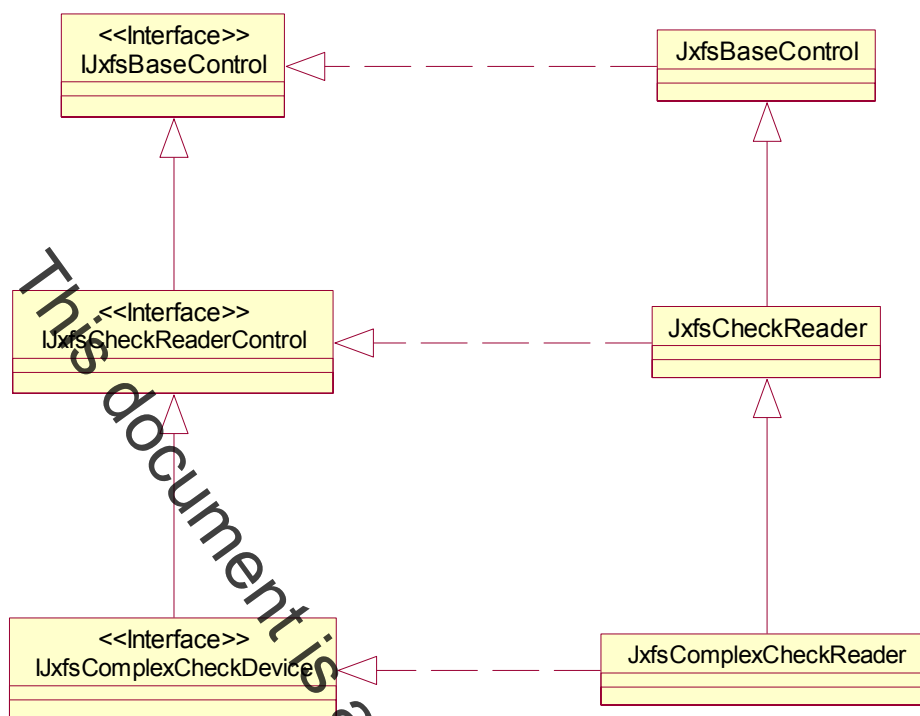 <<Interface>>
IJxfsBaseControl
JxfsBaseControl
<<Interface>>
IJxfsCheckReaderControl
JxfsCheckReader
<<Interface>>
IJxfsComplexCheckDevice
JxfsComplexCheckReader
This document is a